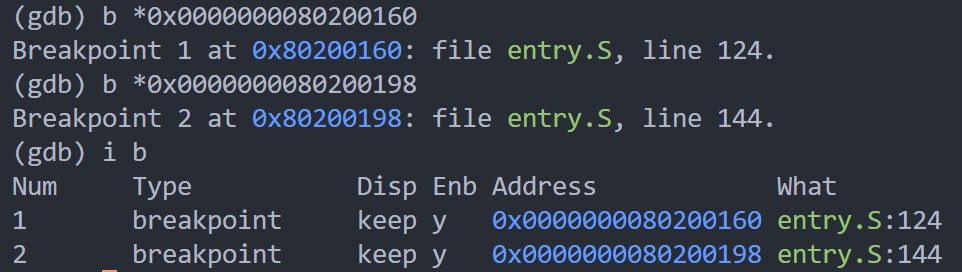 (gdb) b *0x0000000080200160
Breakpoint 1 at 0x80200160: file entry.S, line 124.
(gdb) b *0x0000000080200198
Breakpoint 2 at 0x80200198: file entry.S, line 144.
(gdb) i b
Num     Type           Disp Enb Address            What
1       breakpoint     keep y   0x0000000080200160 entry.S:124
2       breakpoint     keep y   0x0000000080200198 entry.S:144